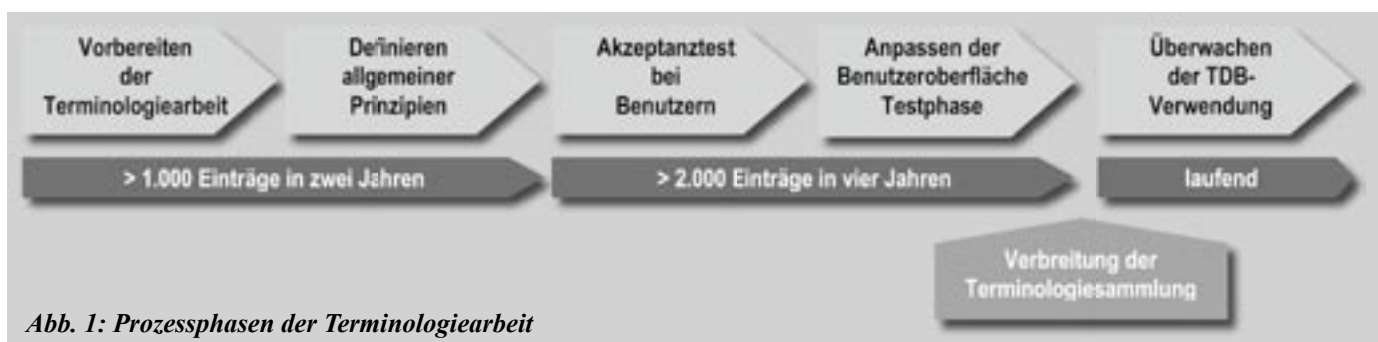 Vorbereiten
der
Terminologiearbeit
Definieren
allgemeiner
Prinzipien
Akzeptanztest
bei
Benutzern
Anpassen der
Benutzeroberfläche
Testphase
Überwachen
der TDB-
Verwendung
> 1.000 Einträge in zwei Jahren
> 2.000 Einträge in vier Jahren
laufend
Verbreitung der
Terminologiesammlung
Abb. 1: Prozessphasen der Terminologiearbeit